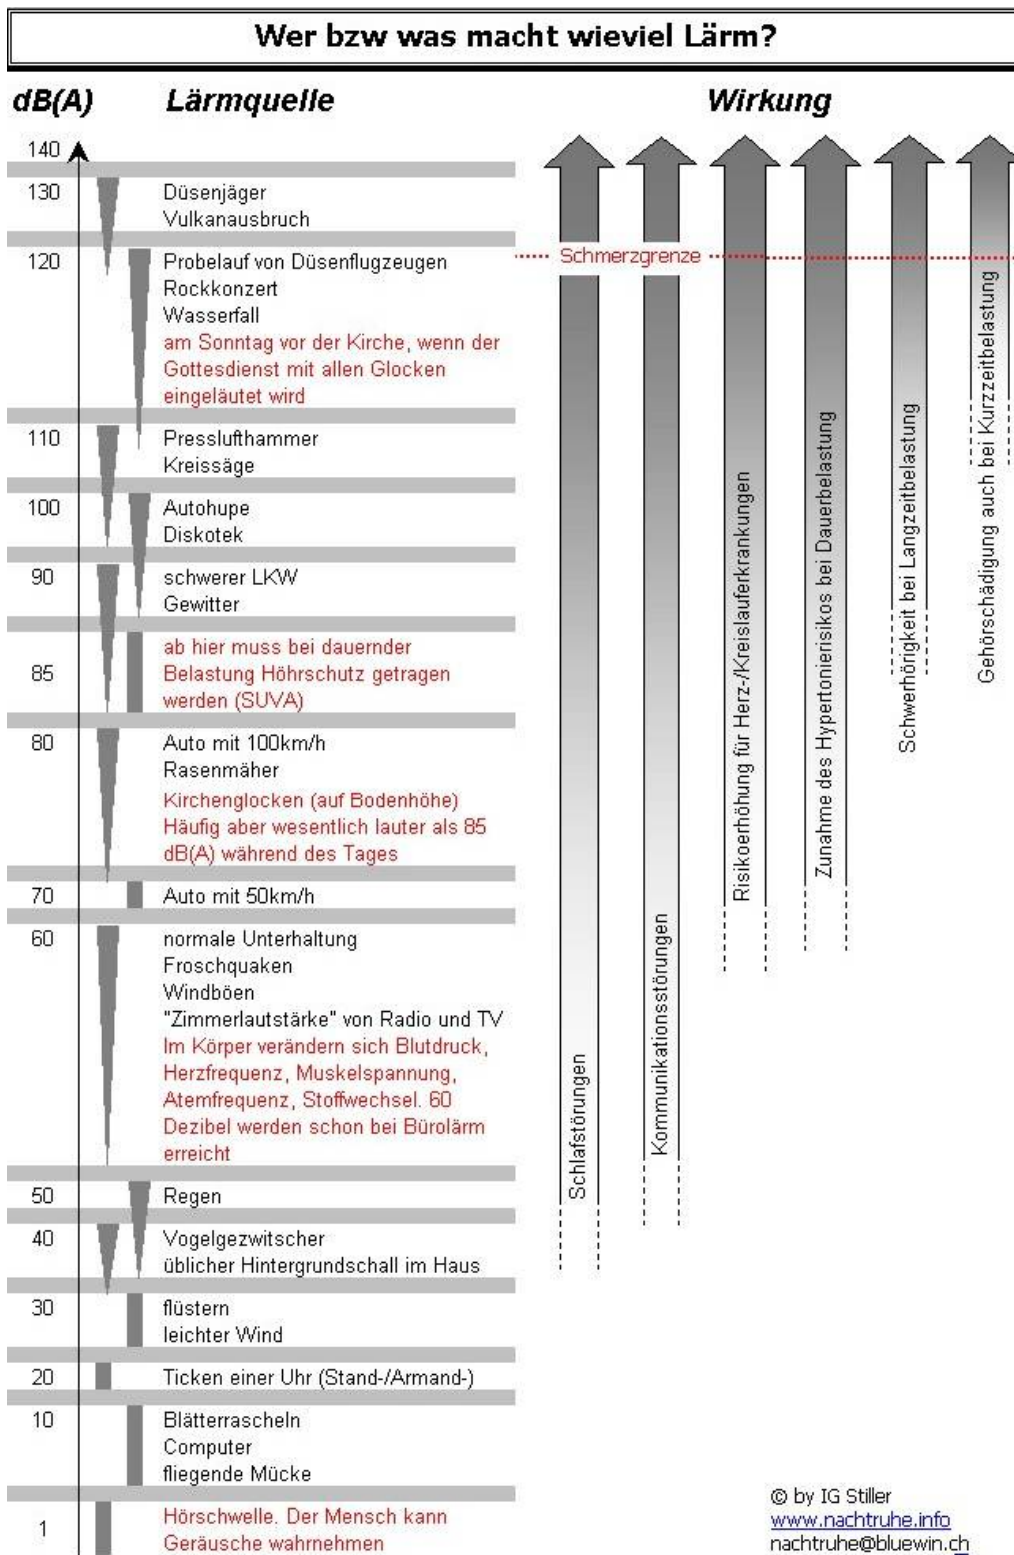 Wer bzw was macht wieviel Lärm?
dB(A)
Lärmquelle
Wirkung
140
130
Düsenjäger
Vulkanausbruch
120
Probelauf von Düsenflugzeugen
Rockkonzert
Wasserfall
am Sonntag vor der Kirche, wenn der
Gottesdienst mit allen Glocken
eingeläutet wird
110
Presslufthammer
Kreissäge
100
Autohupe
Diskotek
90
schwerer LKW
Gewitter
85
ab hier muss bei dauernder
Belastung Höhrschutz getragen
werden (SUVA)
80
Auto mit 100km/h
Rasenmäher
Kirchenglocken (auf Bodenhöhe)
Häufig aber wesentlich lauter als 85
dB(A) während des Tages
70
Auto mit 50km/h
60
normale Unterhaltung
Froschquaken
Windböen
"Zimmerlautstärke" von Radio und TV
Im Körper verändern sich Blutdruck,
Herzfrequenz, Muskelspannung,
Atemfrequenz, Stoffwechsel. 60
Dezibel werden schon bei Bürolärm
erreicht
50
Regen
40
Vogelgezwitscher
üblicher Hintergrundschall im Haus
30
flüstern
leichter Wind
20
Ticken einer Uhr (Stand-/Armand-)
10
Blätterrascheln
Computer
fliegende Mücke
1
Hörschwelle. Der Mensch kann
Geräusche wahrnehmen
Schmerzgrenze
Schlafstörungen
Kommunikationsstörungen
Risikoerhöhung für Herz-/Kreislauferkrankungen
Zunahme des Hypertonierisikos bei Dauerbelastung
Schwerhörigkeit bei Langzeitbelastung
Gehörschädigung auch bei Kurzzeitbelastung
© by IG Stiller
www.nachtruhe.info
nachtruhe@bluewin.ch